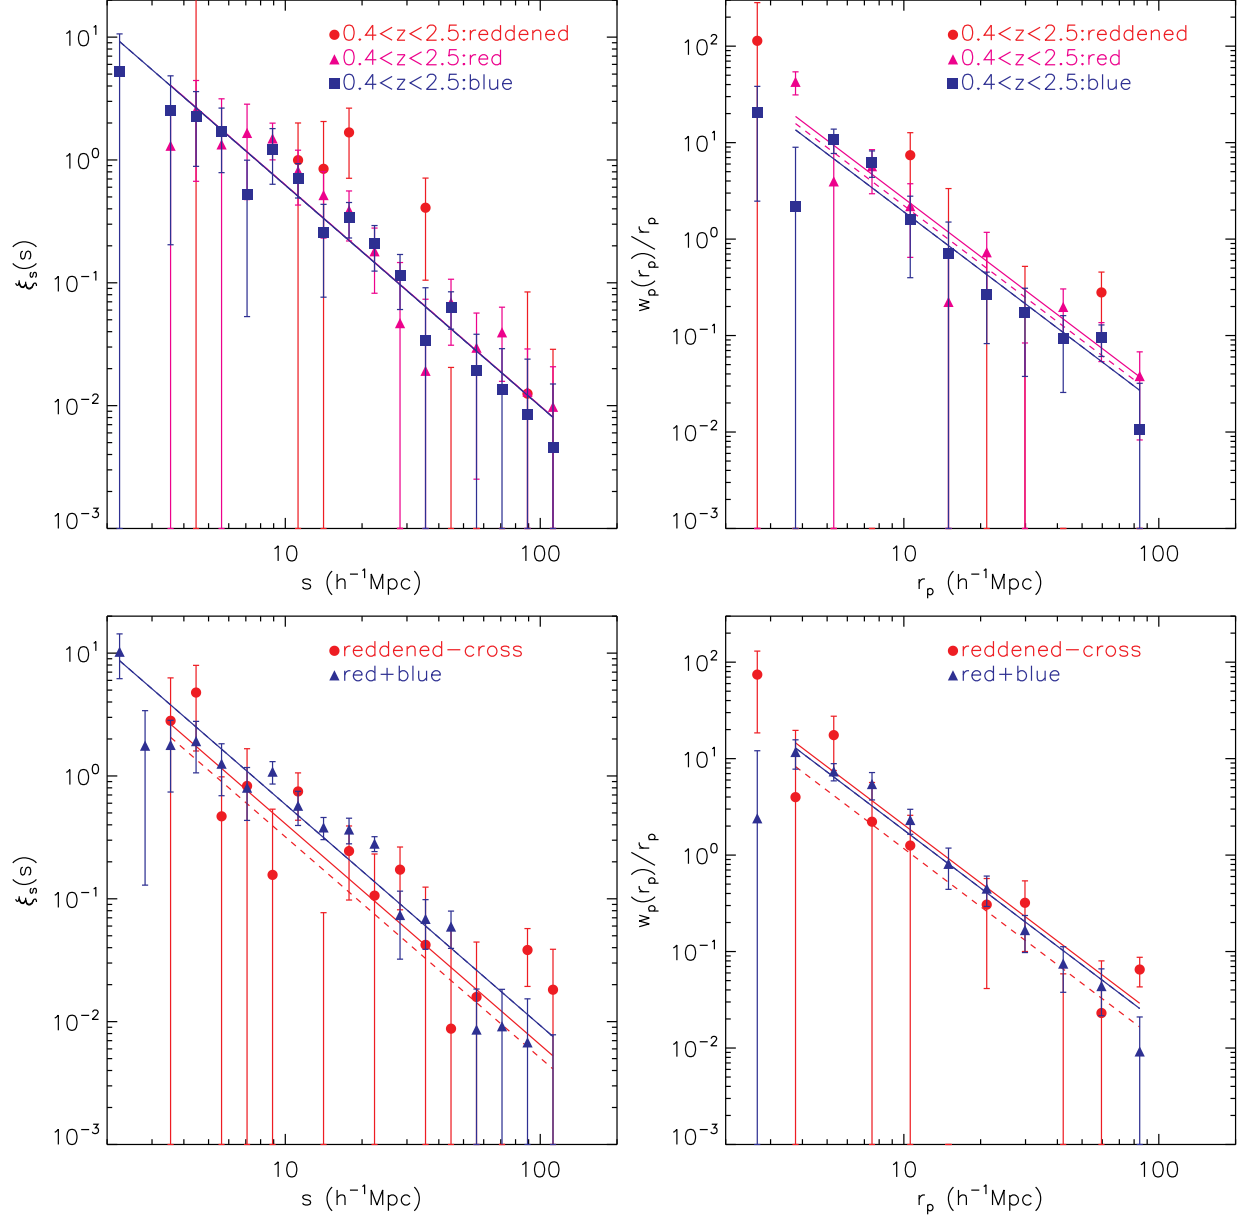 0.4<z<2.5:reddened
0.4<z<2.5:red
0.4<z<2.5:blue
10¹
10⁰
10⁻¹
10⁻²
10⁻³
ξₛ(s)
10 100
s (h⁻¹Mpc)
0.4<z<2.5:reddened
0.4<z<2.5:red
0.4<z<2.5:blue
10²
10¹
10⁰
10⁻¹
10⁻²
10⁻³
wₚ(rₚ)/rₚ
10 100
rₚ (h⁻¹Mpc)
reddened−cross
red+blue
10¹
10⁰
10⁻¹
10⁻²
10⁻³
ξₛ(s)
10 100
s (h⁻¹Mpc)
reddened−cross
red+blue
10²
10¹
10⁰
10⁻¹
10⁻²
10⁻³
wₚ(rₚ)/rₚ
10 100
rₚ (h⁻¹Mpc)